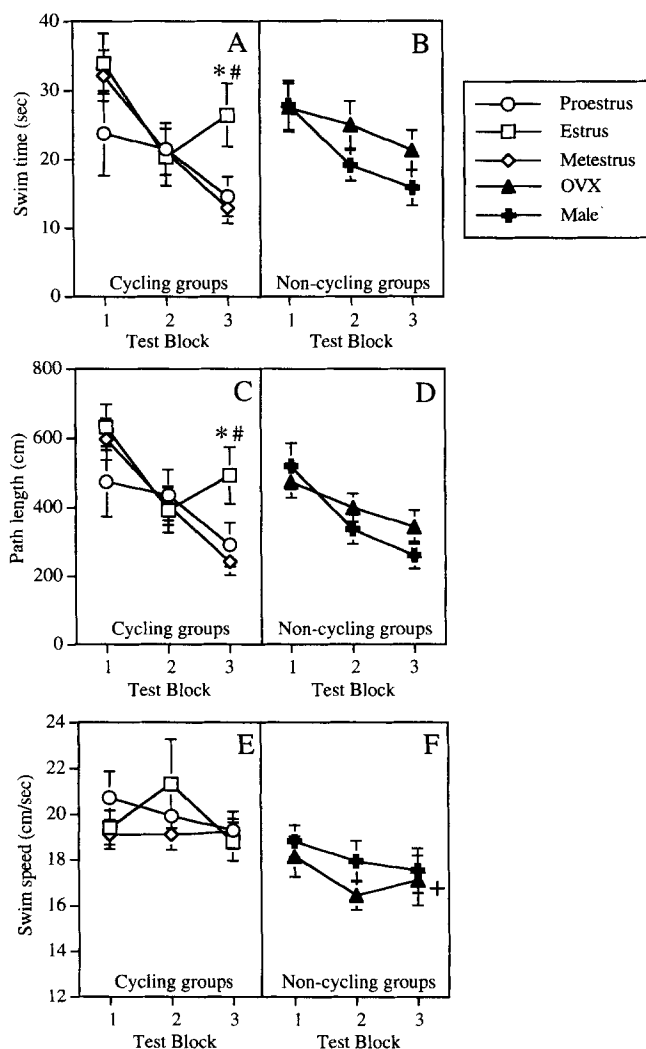 A
B
* #
Swim time (sec)
40
30
20
10
0
Cycling groups
Non-cycling groups
1 2 3
1 2 3
Test Block
Test Block
Proestrus
Estrus
Metestrus
OVX
Male
C
D
* #
Path length (cm)
800
600
400
200
0
Cycling groups
Non-cycling groups
1 2 3
1 2 3
Test Block
Test Block
E
F
Swim speed (cm/sec)
24
22
20
18
16
14
12
+
Cycling groups
Non-cycling groups
1 2 3
1 2 3
Test Block
Test Block